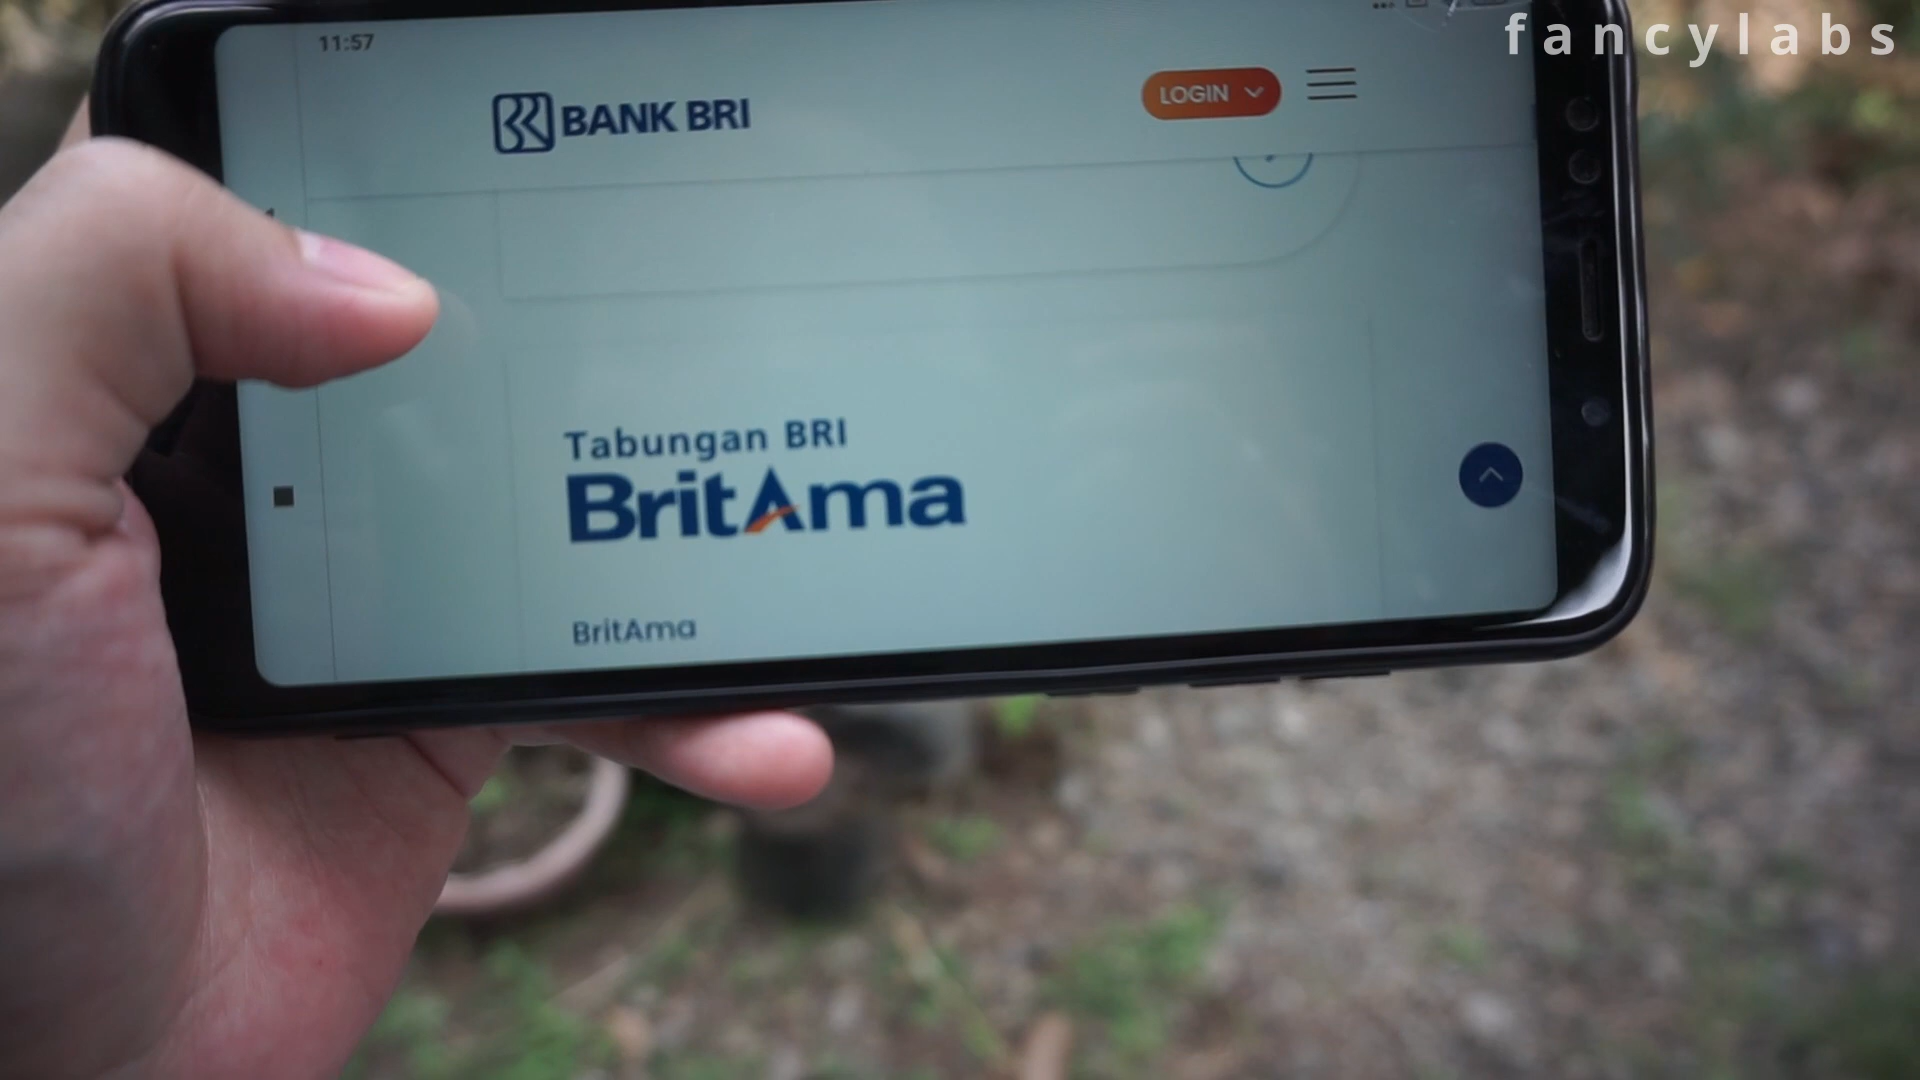 fancylabs
11:57
BANK BRI
LOGIN
Tabungan BRI
BritAma
BritAma